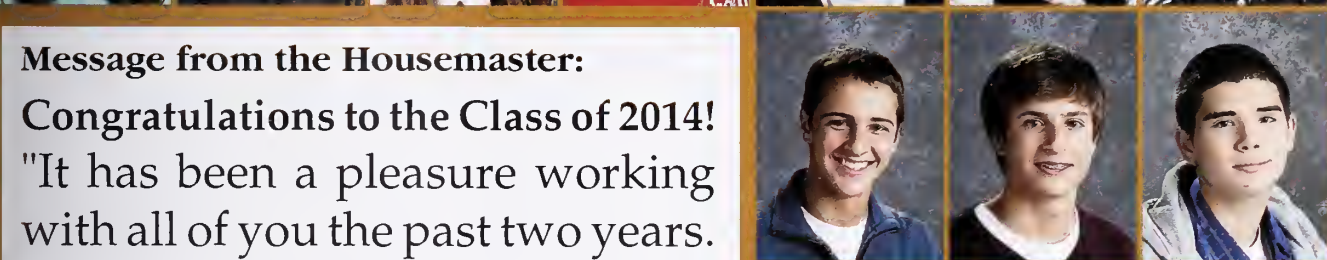 Message from the Housemaster:
Congratulations to the Class of 2014!
"It has been a pleasure working
with all of you the past two years.